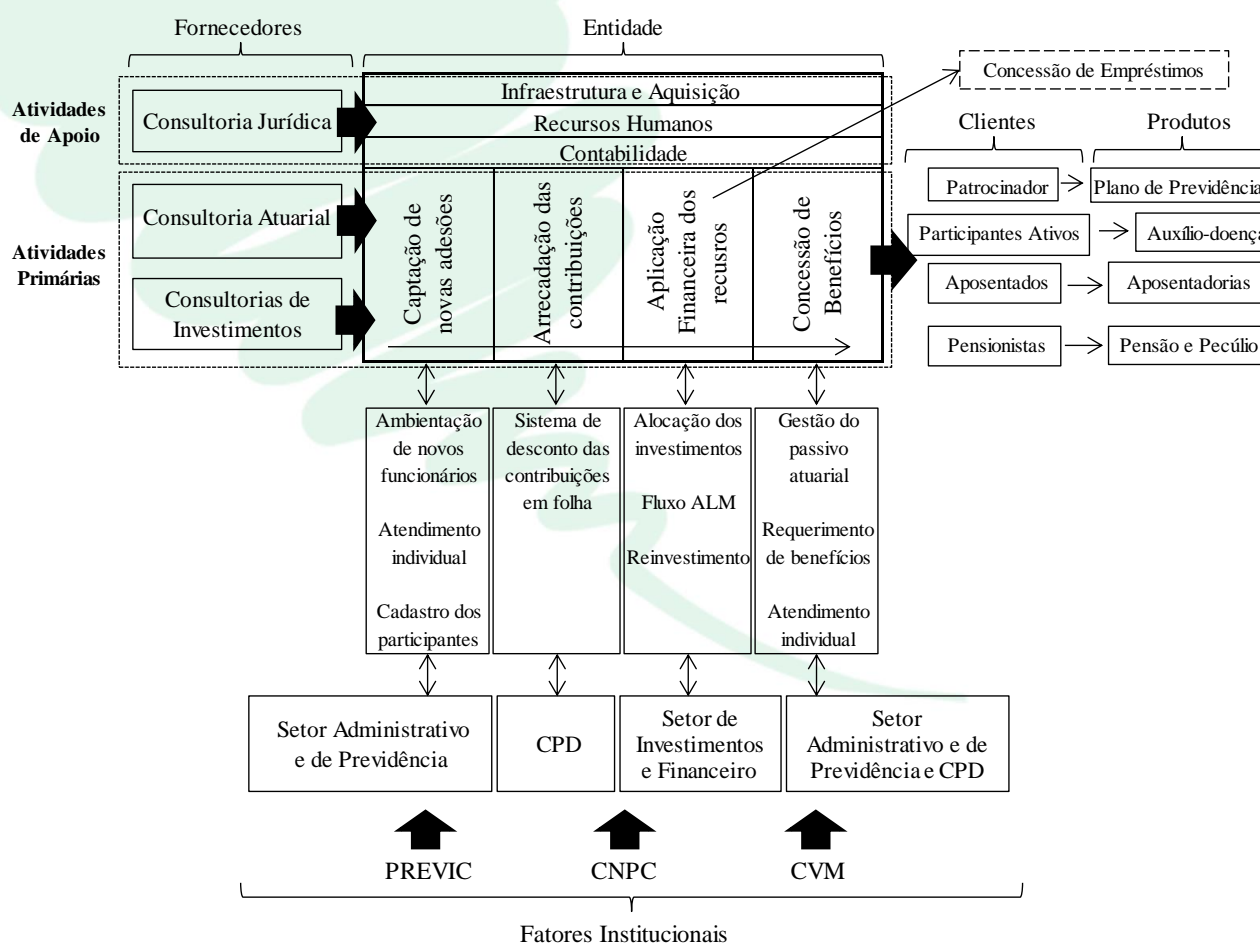 Fornecedores
Entidade
Concessão de Empréstimos
Atividades
de Apoio
Consultoria Jurídica
Infraestrutura e Aquisição
Recursos Humanos
Contabilidade
Clientes
Produtos
Atividades
Primárias
Consultoria Atuarial
Consultorias de
Investimentos
Captação de
novas adesões
Arrecadação das
contribuições
Aplicação
Financeira dos
recusros
Concessão de
Benefícios
Patrocinador
Plano de Previdência
Participantes Ativos
Auxílio-doença
Aposentados
Aposentadorias
Pensionistas
Pensão e Pecúlio
Ambientação
de novos
funcionários
Atendimento
individual
Cadastro dos
participantes
Sistema de
desconto das
contribuições
em folha
Alocação dos
investimentos
Fluxo ALM
Reinvestimento
Gestão do
passivo
atuarial
Requerimento
de benefícios
Atendimento
individual
Setor Administrativo
e de Previdência
CPD
Setor de
Investimentos
e Financeiro
Setor
Administrativo e de
Previdência e CPD
PREVIC
CNPC
CVM
Fatores Institucionais